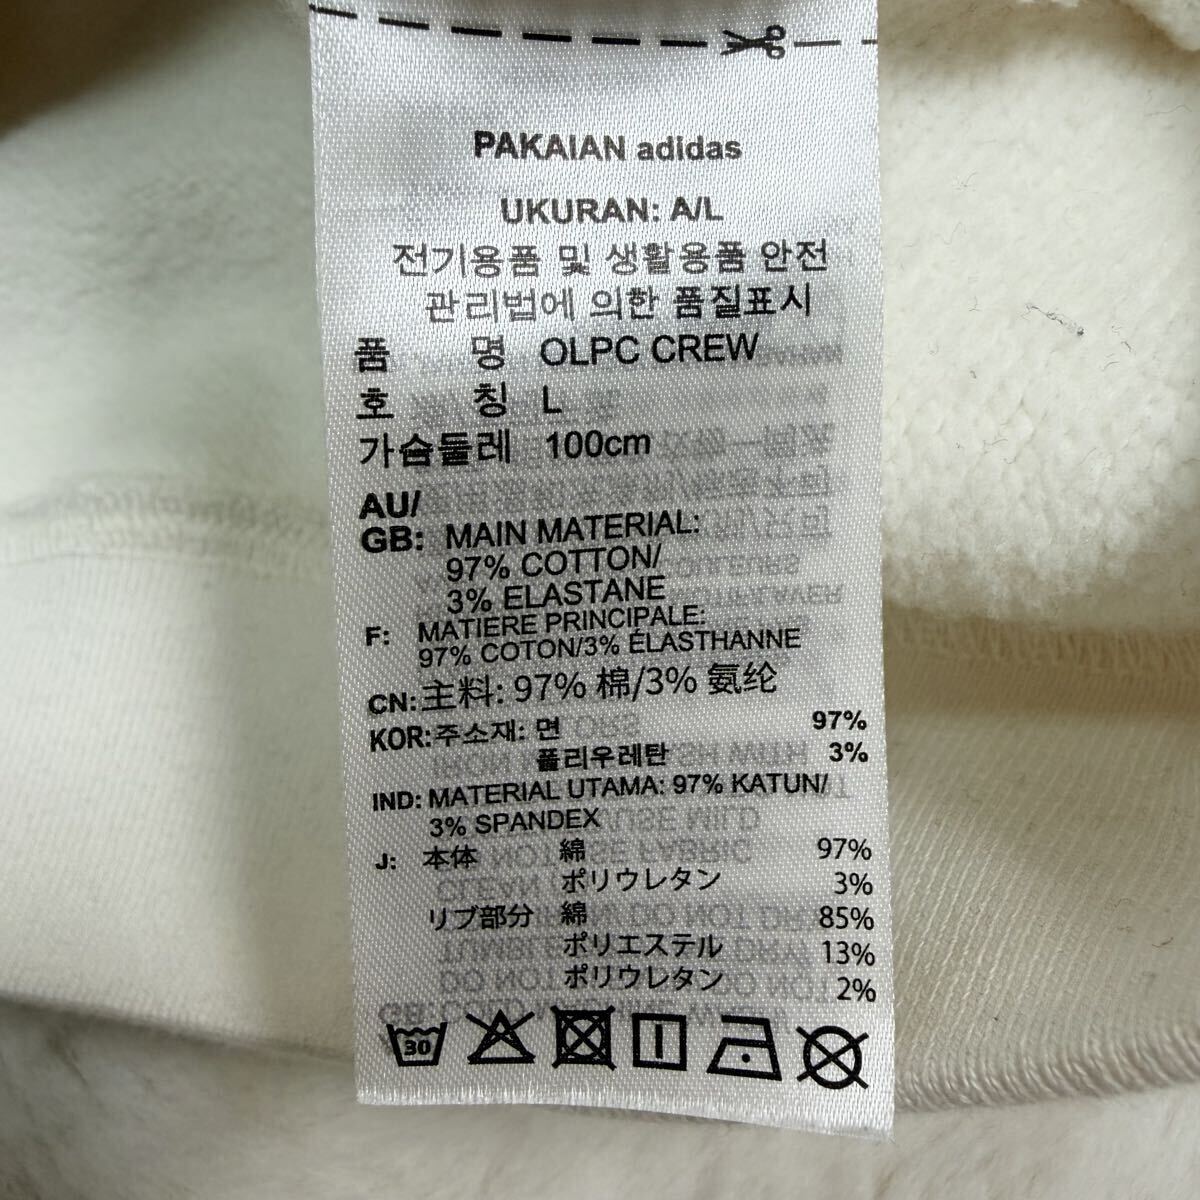 PAKAIAN adidas
UKURAN: A/L
전기용품 및 생활용품 안전
관리법에 의한 품질표시
품 명 OLPC CREW
호 칭 L
가슴둘레 100cm
AU/
GB: MAIN MATERIAL:
97% COTTON/
3% ELASTANE
F: MATIERE PRINCIPALE:
97% COTON/3% ÉLASTHANNE
CN: 主料: 97% 棉/3% 氨纶
KOR: 주소재: 면 97%
폴리우레탄 3%
IND: MATERIAL UTAMA: 97% KATUN/
3% SPANDEX
J: 本体 綿 97%
ポリウレタン 3%
リブ部分 綿 85%
ポリエステル 13%
ポリウレタン 2%
30